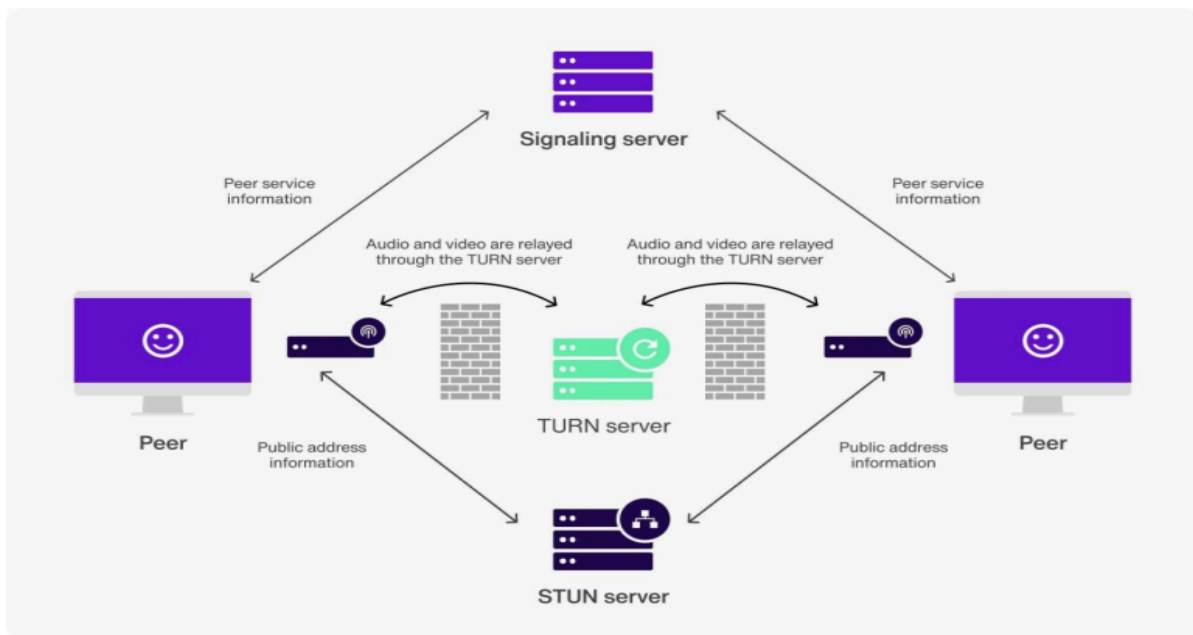 Signaling server
Peer service
information
Peer service
information
Audio and video are relayed
through the TURN server
Audio and video are relayed
through the TURN server
TURN server
Peer
Peer
Public address
information
Public address
information
STUN server